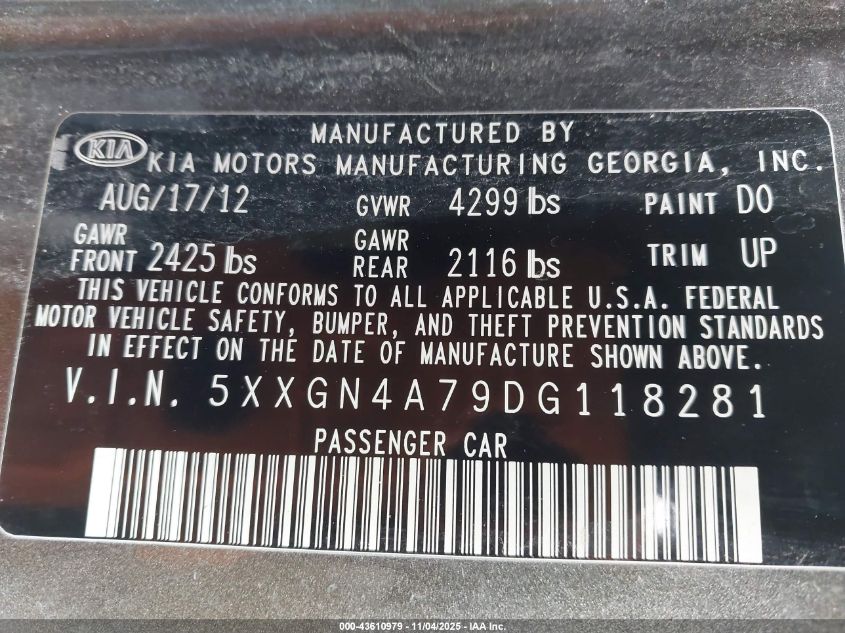 MANUFACTURED BY
KIA KIA MOTORS MANUFACTURING GEORGIA, INC.
AUG/17/12 GVWR 4299 lbs PAINT DO
GAWR FRONT 2425 lbs GAWR REAR 2116 lbs TRIM UP
THIS VEHICLE CONFORMS TO ALL APPLICABLE U.S.A. FEDERAL
MOTOR VEHICLE SAFETY, BUMPER, AND THEFT PREVENTION STANDARDS
IN EFFECT ON THE DATE OF MANUFACTURE SHOWN ABOVE.
V.I.N. 5XXGN4A79DG118281
PASSENGER CAR
000-43610979 - 11/04/2025 - IAA Inc.